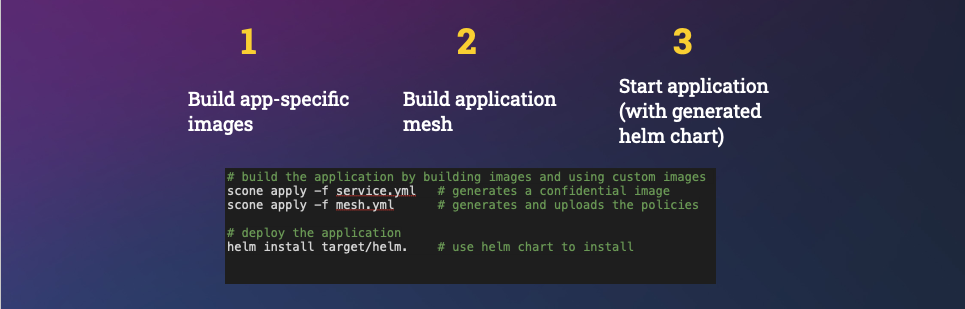 1
2
3
Build app-specific
images
Build application
mesh
Start application
(with generated
helm chart)
# build the application by building images and using custom images
scone apply -f service.yml   # generates a confidential image
scone apply -f mesh.yml      # generates and uploads the policies
# deploy the application
helm install target/helm.    # use helm chart to install